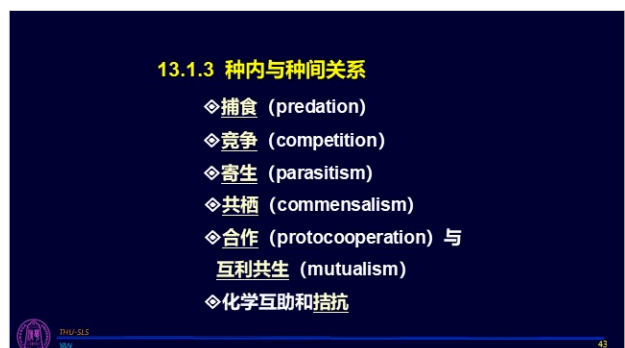 13.1.3 种内与种间关系
捕食（predation）
竞争（competition）
寄生（parasitism）
共栖（commensalism）
合作（protocooperation）与
互利共生（mutualism）
化学互助和拮抗
THU-SLS
43